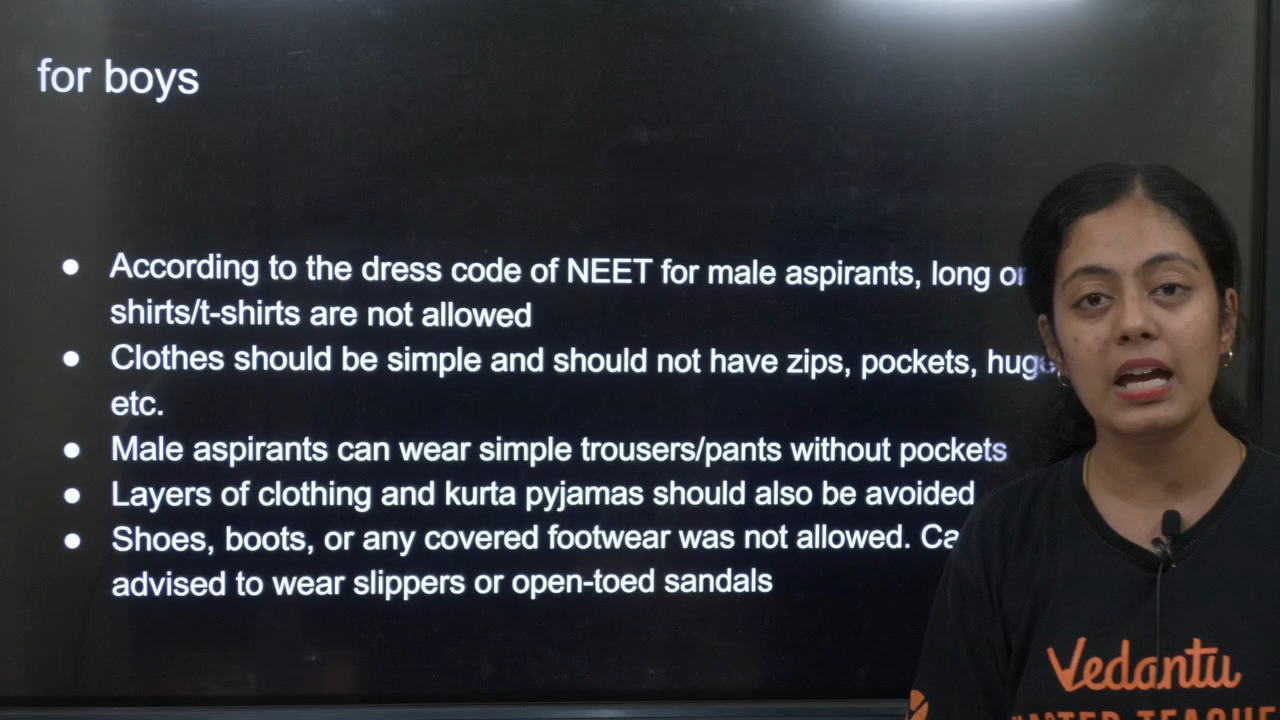 for boys
● According to the dress code of NEET for male aspirants, long
shirts/t-shirts are not allowed
● Clothes should be simple and should not have zips, pockets,
etc.
● Male aspirants can wear simple trousers/pants without pockets
● Layers of clothing and kurta pyjamas should also be avoided
● Shoes, boots, or any covered footwear was not allowed.
advised to wear slippers or open-toed sandals
Vedantu